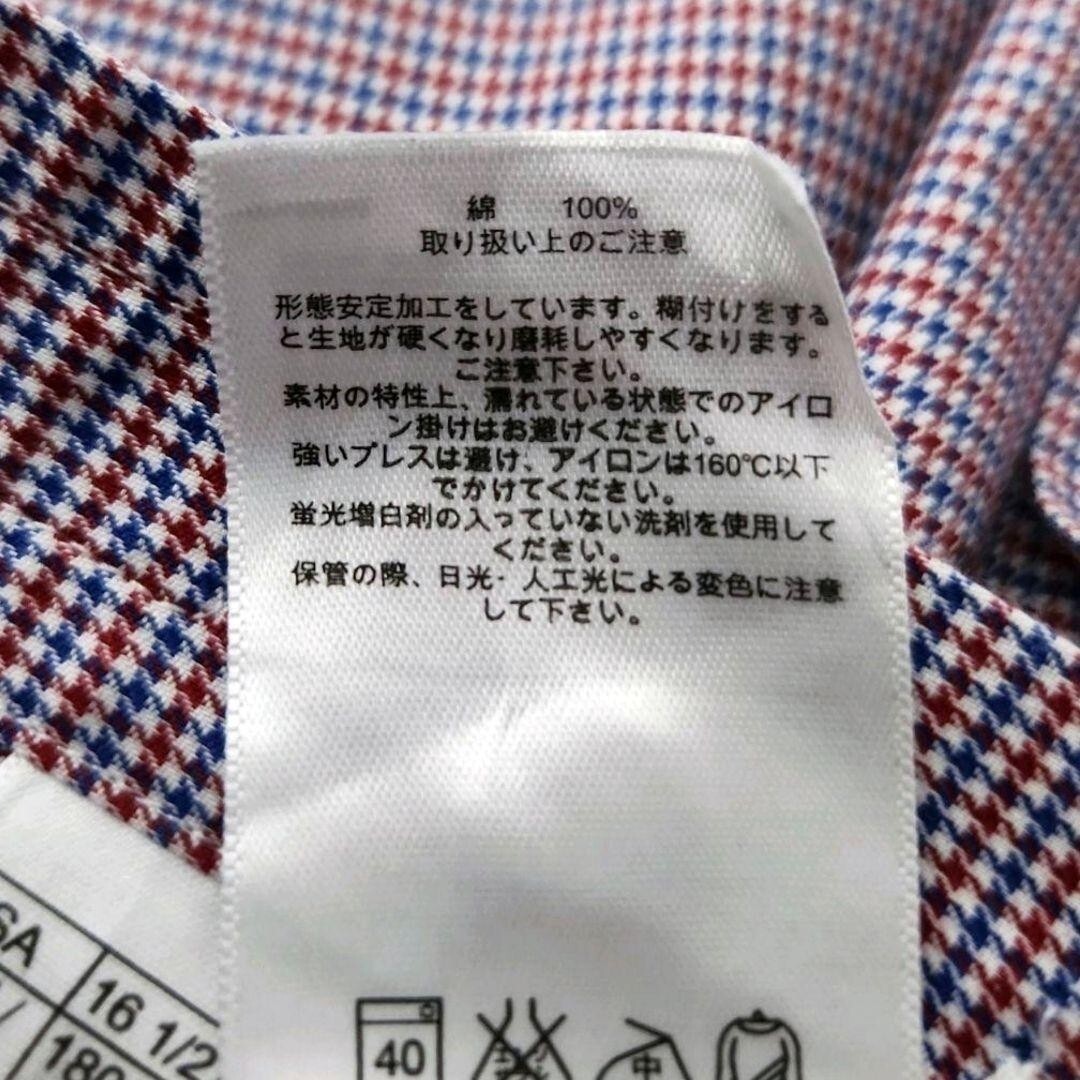 綿 100%
取り扱い上のご注意
形態安定加工をしています。糊付けをする
と生地が硬くなり磨耗しやすくなります。
ご注意下さい。
素材の特性上、濡れている状態でのアイロ
ン掛けはお避けください。
強いプレスは避け、アイロンは160℃以下
でかけてください。
蛍光増白剤の入っていない洗剤を使用して
ください。
保管の際、日光・人工光による変色に注意
して下さい。
40
中
16 1/2
180